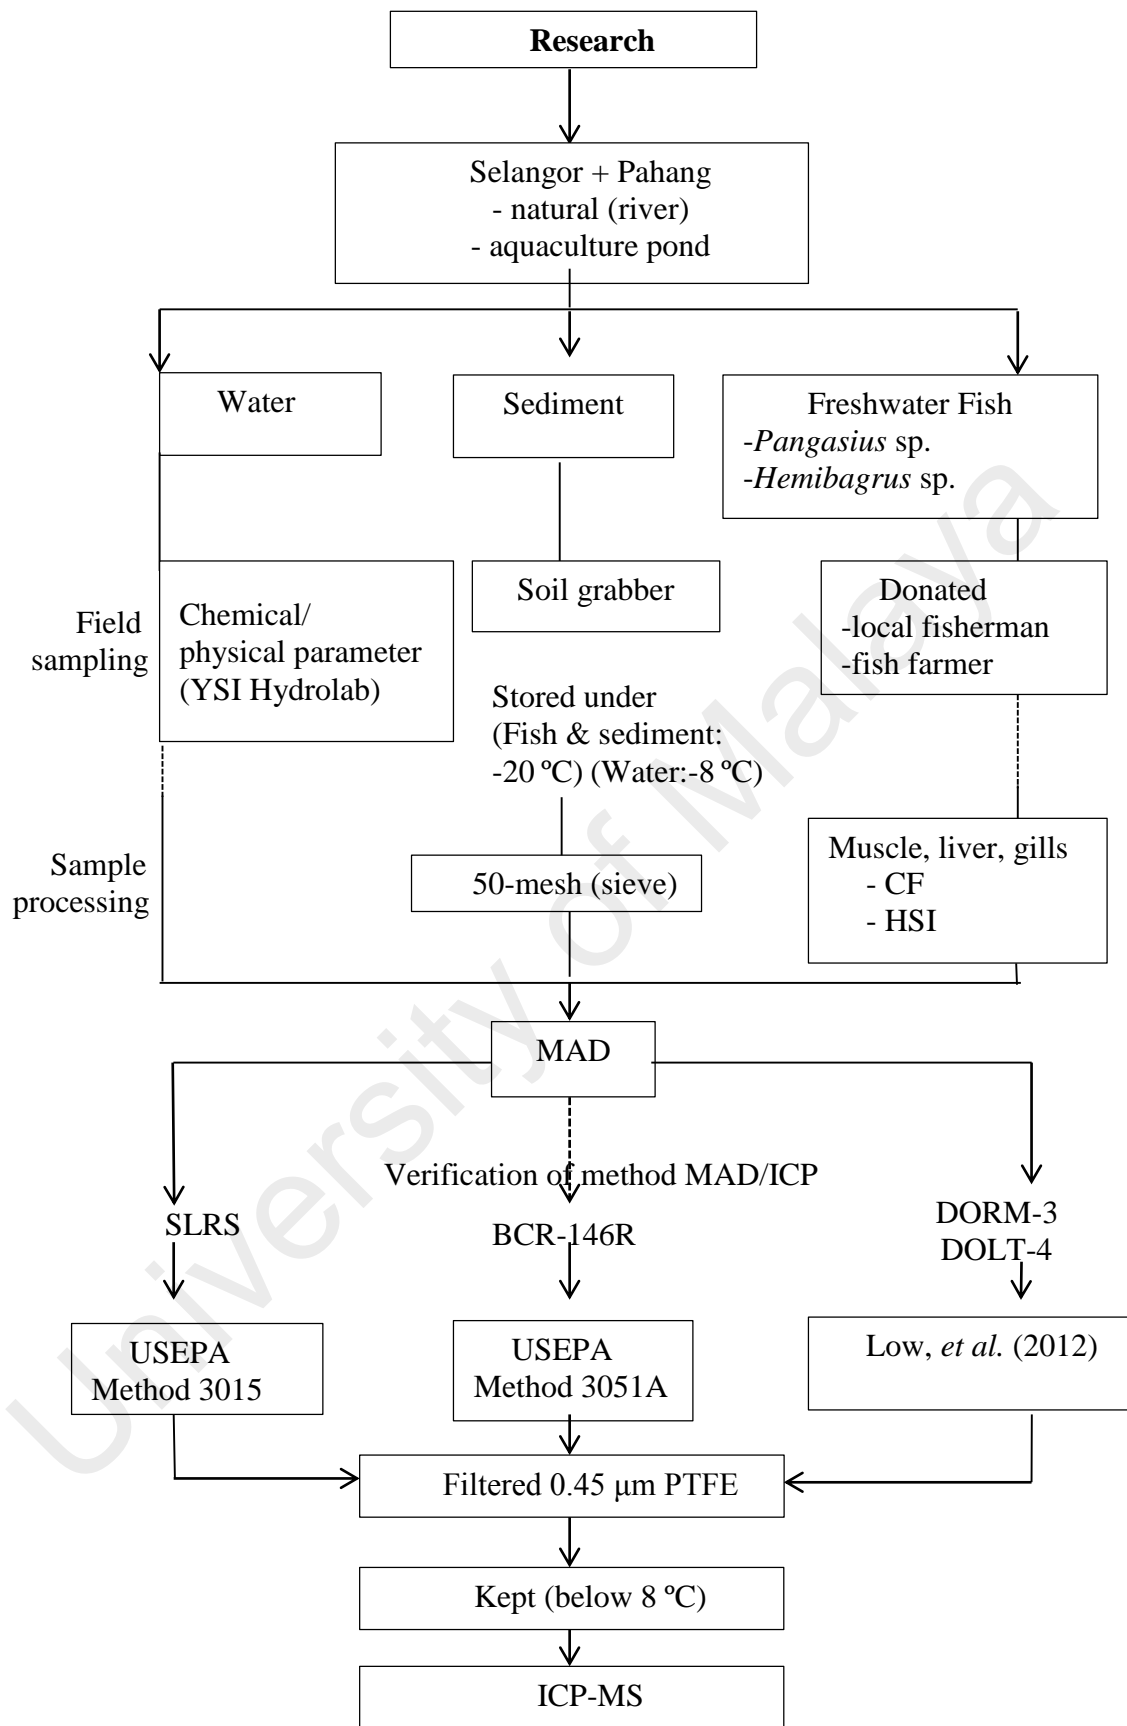 Research
Selangor + Pahang
- natural (river)
- aquaculture pond
Water
Sediment
Freshwater Fish
-Pangasius sp.
-Hemibagrus sp.
Field
sampling
Chemical/
physical parameter
(YSI Hydrolab)
Soil grabber
Donated
-local fisherman
-fish farmer
Stored under
(Fish & sediment:
-20 ºC) (Water:-8 ºC)
Sample
processing
50-mesh (sieve)
Muscle, liver, gills
- CF
- HSI
MAD
Verification of method MAD/ICP
SLRS
BCR-146R
DORM-3
DOLT-4
USEPA
Method 3015
USEPA
Method 3051A
Low, et al. (2012)
Filtered 0.45 µm PTFE
Kept (below 8 ºC)
ICP-MS
University of Malaya